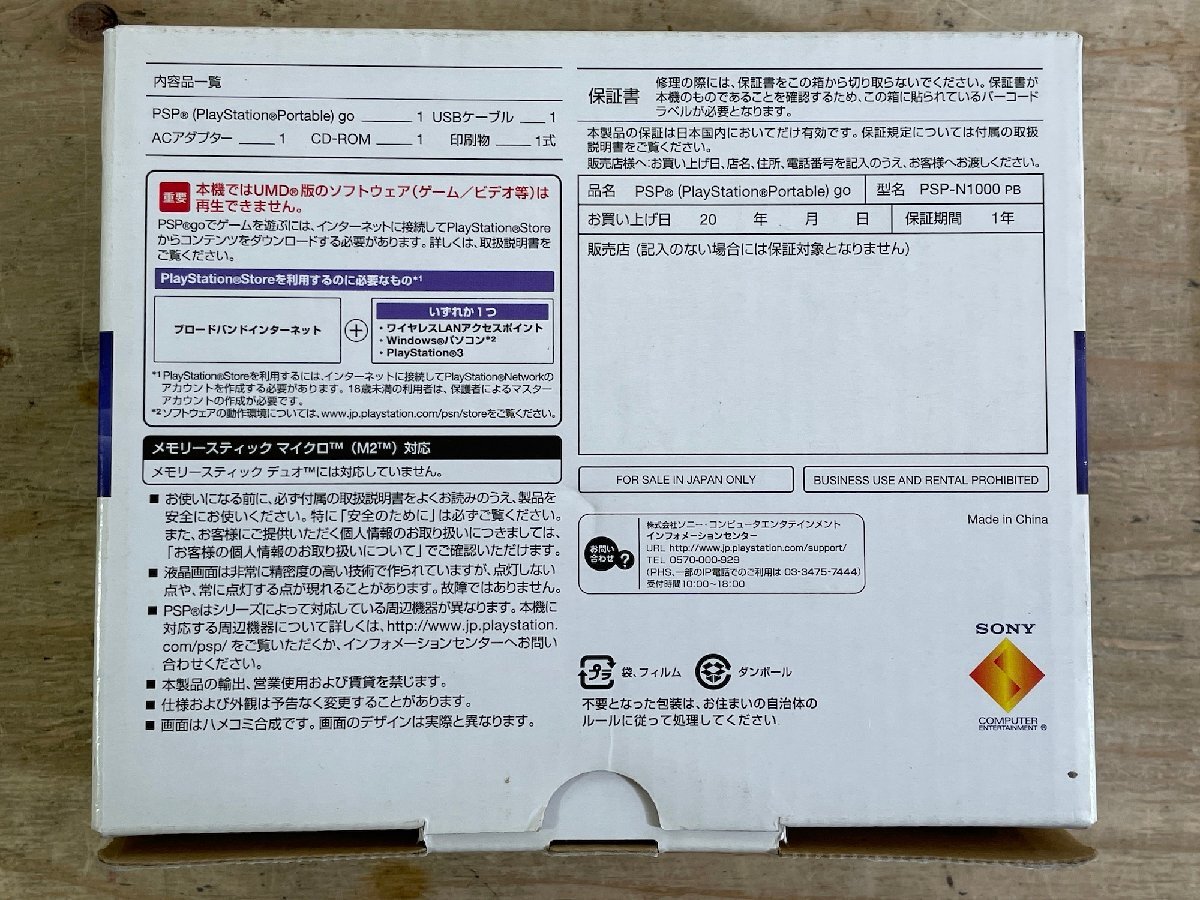 内容品一覧
PSP® (PlayStation®Portable) go 1 USBケーブル 1
ACアダプター 1 CD-ROM 1 印刷物 1式
重要
本機ではUMD®版のソフトウェア(ゲーム/ビデオ等)は
再生できません。
PSP®goでゲームを遊ぶには、インターネットに接続してPlayStation®Store
からコンテンツをダウンロードする必要があります。詳しくは、取扱説明書を
ご覧ください。
PlayStation®Storeを利用するのに必要なもの*1
ブロードバンドインターネット
+
いずれか1つ
・ワイヤレスLANアクセスポイント
・Windows®パソコン*2
・PlayStation®3
*1 PlayStation®Storeを利用するには、インターネットに接続してPlayStation®Networkの
アカウントを作成する必要があります。18歳未満の利用者は、保護者によるマスター
アカウントの作成が必要です。
*2 ソフトウェアの動作環境については、www.jp.playstation.com/psn/storeをご覧ください。
メモリースティック マイクロ™ (M2™) 対応
メモリースティック デュオ™には対応していません。
■ お使いになる前に、必ず付属の取扱説明書をよくお読みのうえ、製品を
安全にお使いください。特に「安全のために」は必ずご覧ください。
また、お客様にご提供いただく個人情報のお取り扱いにつきましては、
「お客様の個人情報のお取り扱いについて」でご確認いただけます。
■ 液晶画面は非常に精密度の高い技術で作られていますが、点灯しない
点や、常に点灯する点が現れることがあります。故障ではありません。
■ PSP®はシリーズによって対応している周辺機器が異なります。本機に
対応する周辺機器について詳しくは、http://www.jp.playstation.
com/psp/ をご覧いただくか、インフォメーションセンターへお問い
合わせください。
■ 本製品の輸出、営業使用および賃貸を禁じます。
■ 仕様および外観は予告なく変更することがあります。
■ 画面はハメコミ合成です。画面のデザインは実際と異なります。
保証書
修理の際には、保証書をこの箱から切り取らないでください。保証書が
本機のものであることを確認するため、この箱に貼られているバーコード
ラベルが必要となります。
本製品の保証は日本国内においてだけ有効です。保証規定については付属の取扱
説明書をご覧ください。
販売店様へ:お買い上げ日、店名、住所、電話番号を記入のうえ、お客様へお渡しください。
品名 PSP® (PlayStation®Portable) go 型名 PSP-N1000 PB
お買い上げ日 20 年 月 日 保証期間 1年
販売店 (記入のない場合には保証対象となりません)
FOR SALE IN JAPAN ONLY
BUSINESS USE AND RENTAL PROHIBITED
Made in China
お問い
合わせ
?
株式会社ソニー・コンピュータエンタテインメント
インフォメーションセンター
URL http://www.jp.playstation.com/support/
TEL 0570-000-929
(PHS、一部のIP電話でのご利用は 03-3475-7444)
受付時間10:00~18:00
プラ 袋、フィルム ダンボール
不要となった包装は、お住まいの自治体の
ルールに従って処理してください
SONY
COMPUTER
ENTERTAINMENT®